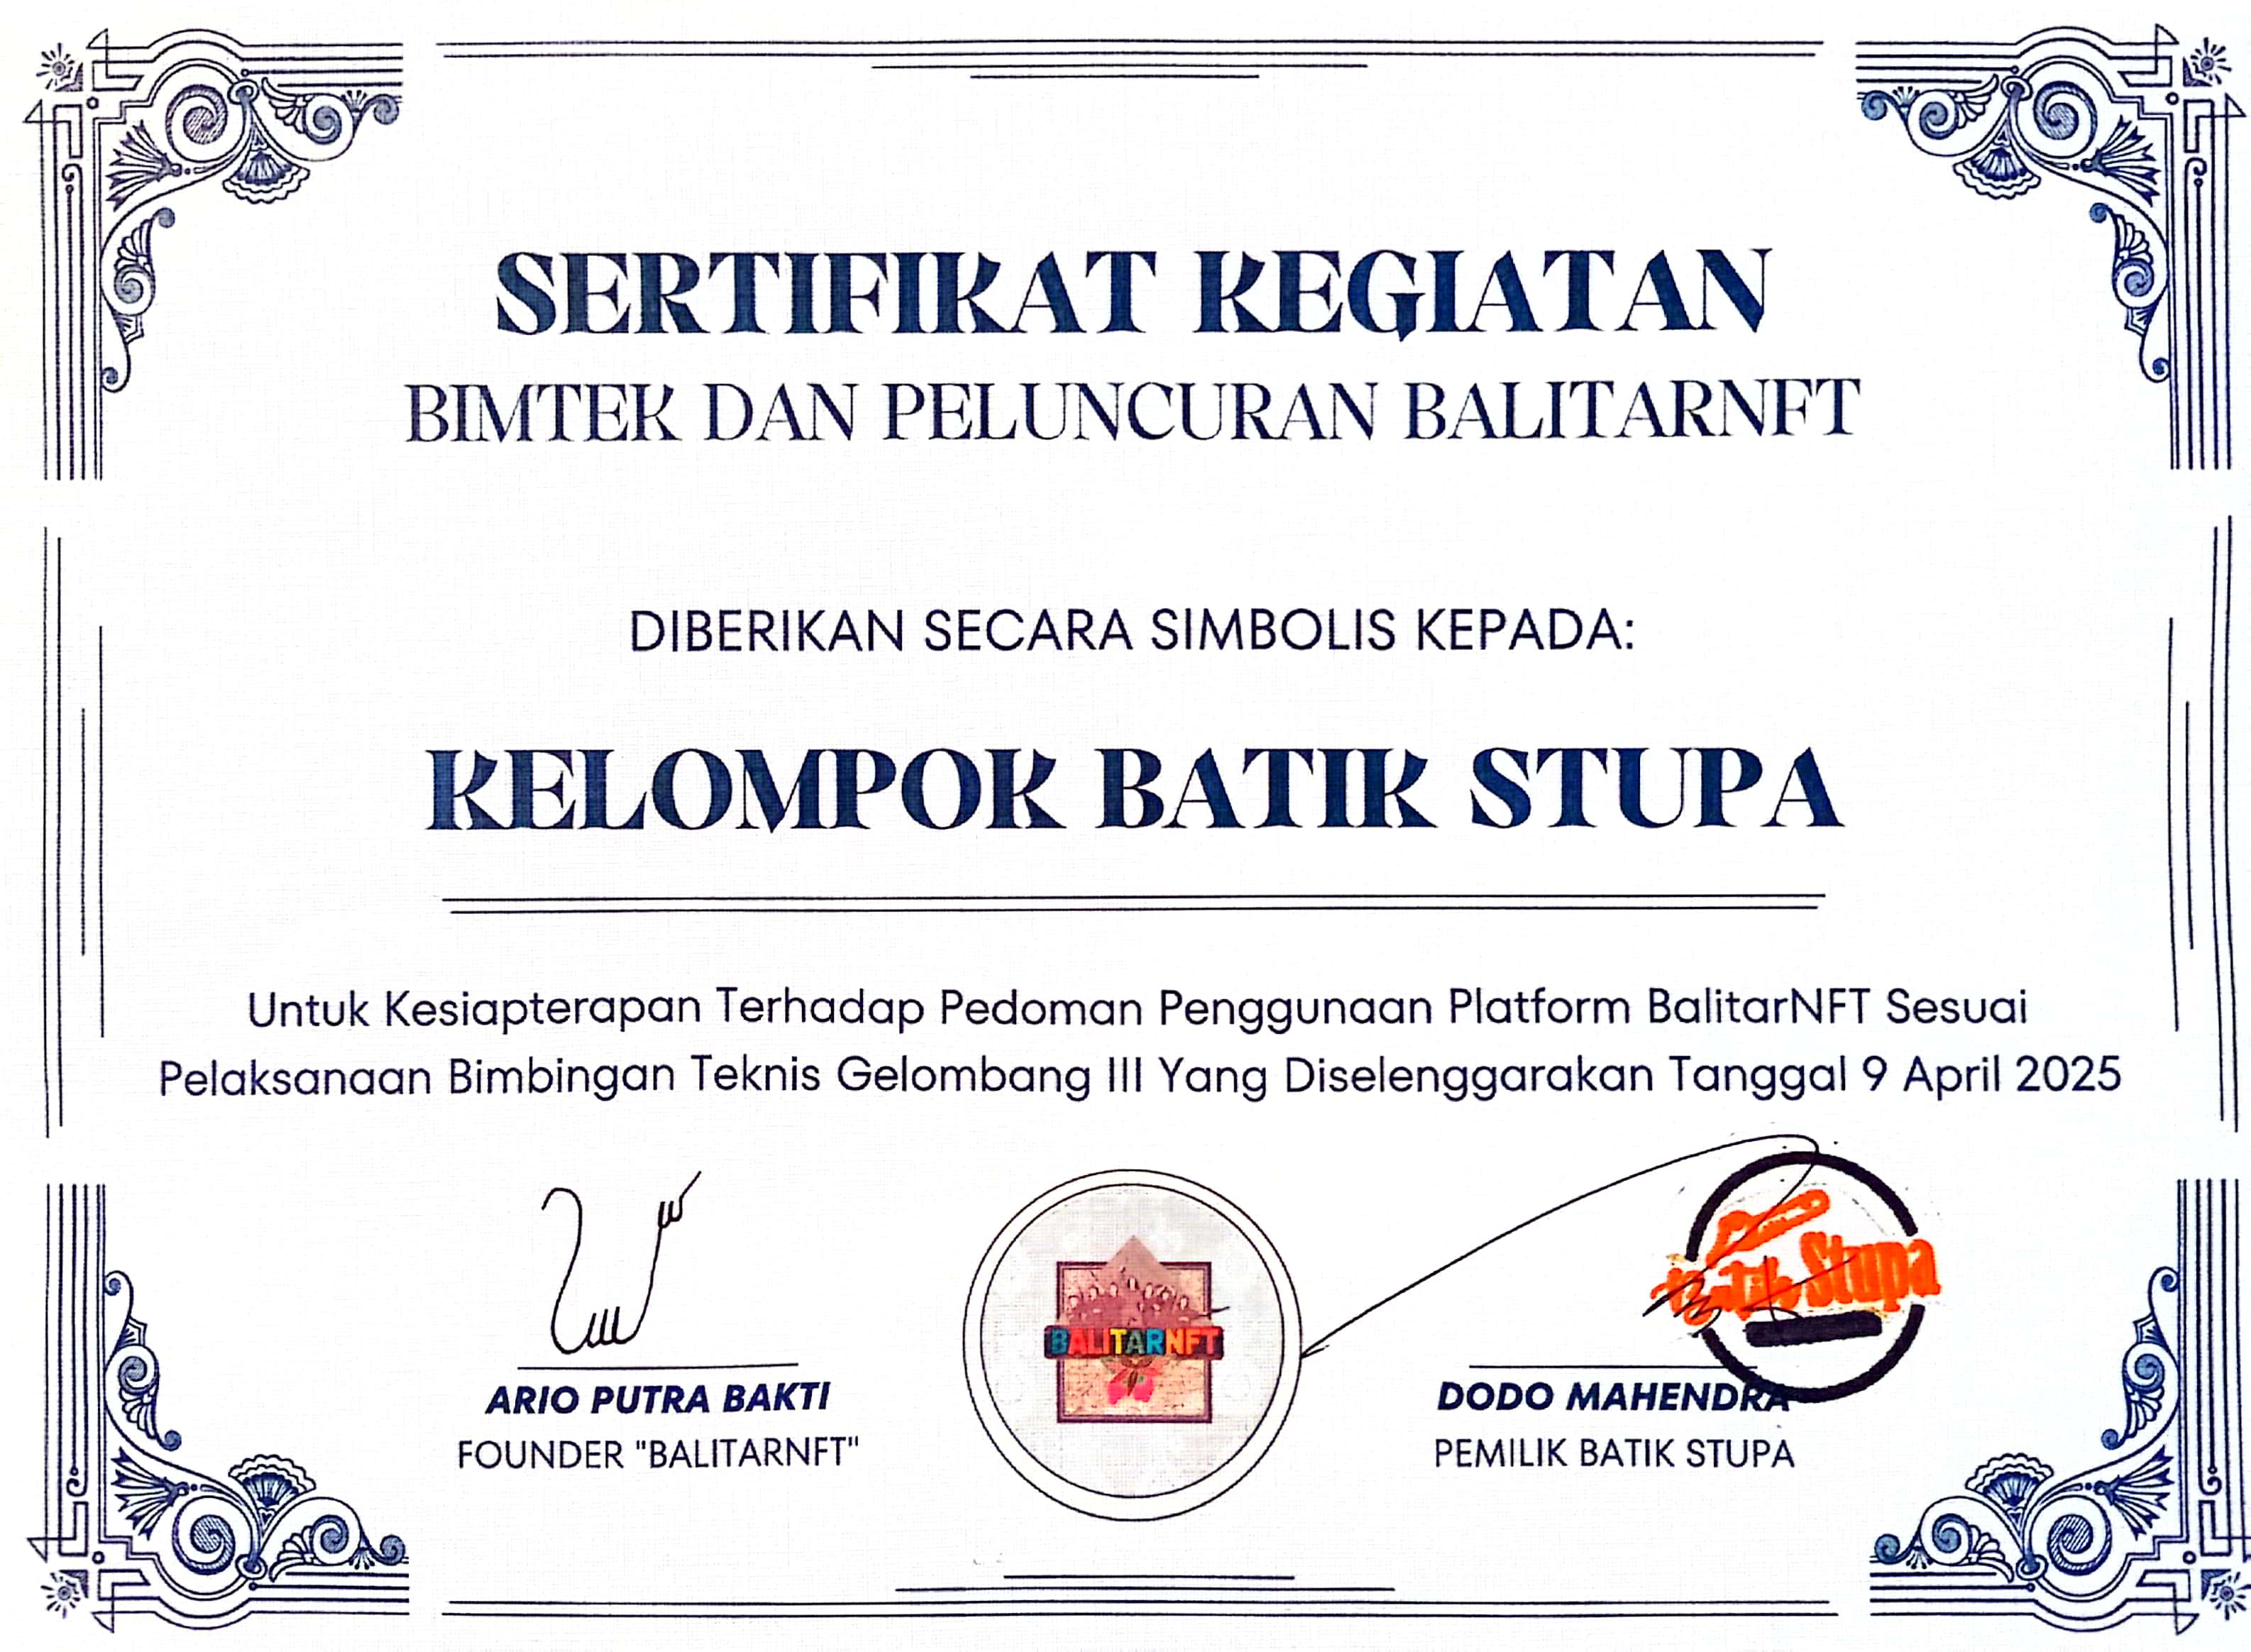 SERTIFIKAT KEGIATAN
BIMTEK DAN PELUNCURAN BALITARNFT
DIBERIKAN SECARA SIMBOLIS KEPADA:
KELOMPOK BATIK STUPA
Untuk Kesiapterapan Terhadap Pedoman Penggunaan Platform BalitarNFT Sesuai
Pelaksanaan Bimbingan Teknis Gelombang III Yang Diselenggarakan Tanggal 9 April 2025
Batik Stupa
BALITARNFT
ARIO PUTRA BAKTI
FOUNDER "BALITARNFT"
DODO MAHENDRA
PEMILIK BATIK STUPA